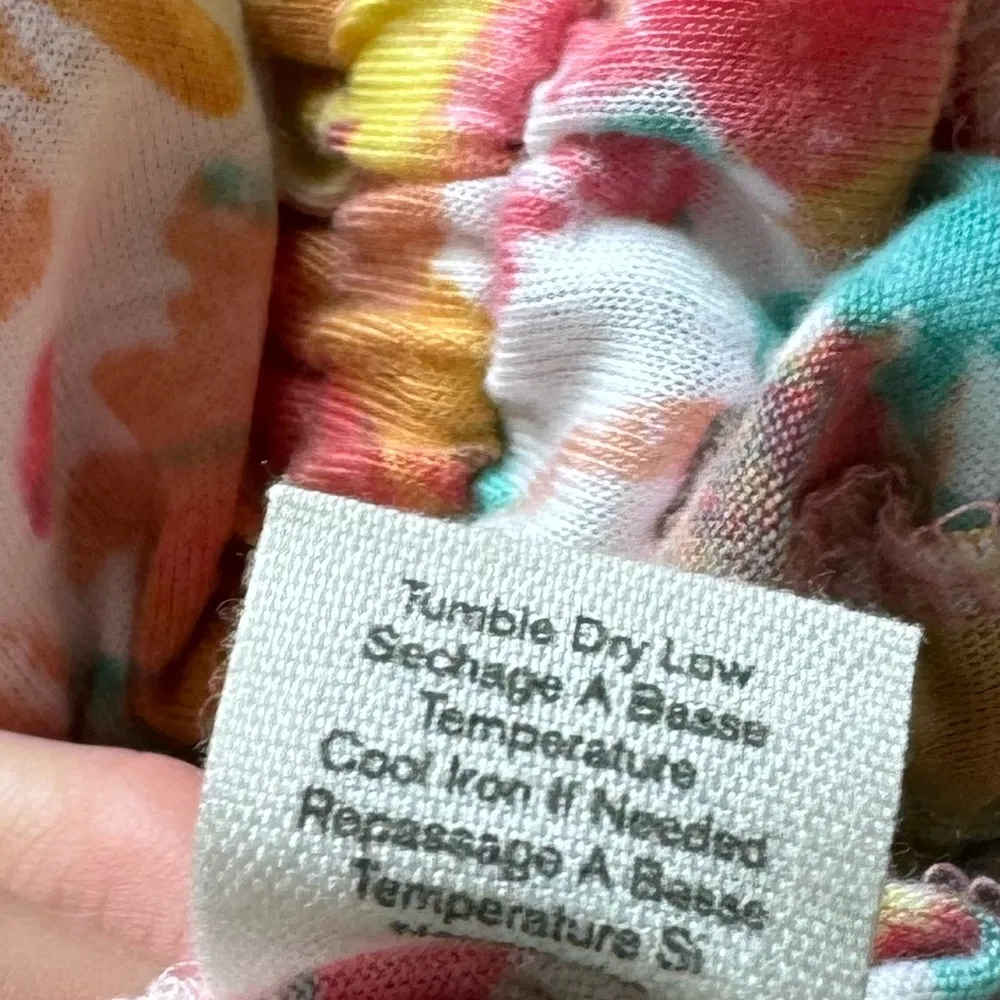 Tumble Dry Low
Sechage A Basse
Temperature
Cool Iron If Needed
Repassage A Basse
Temperature Si